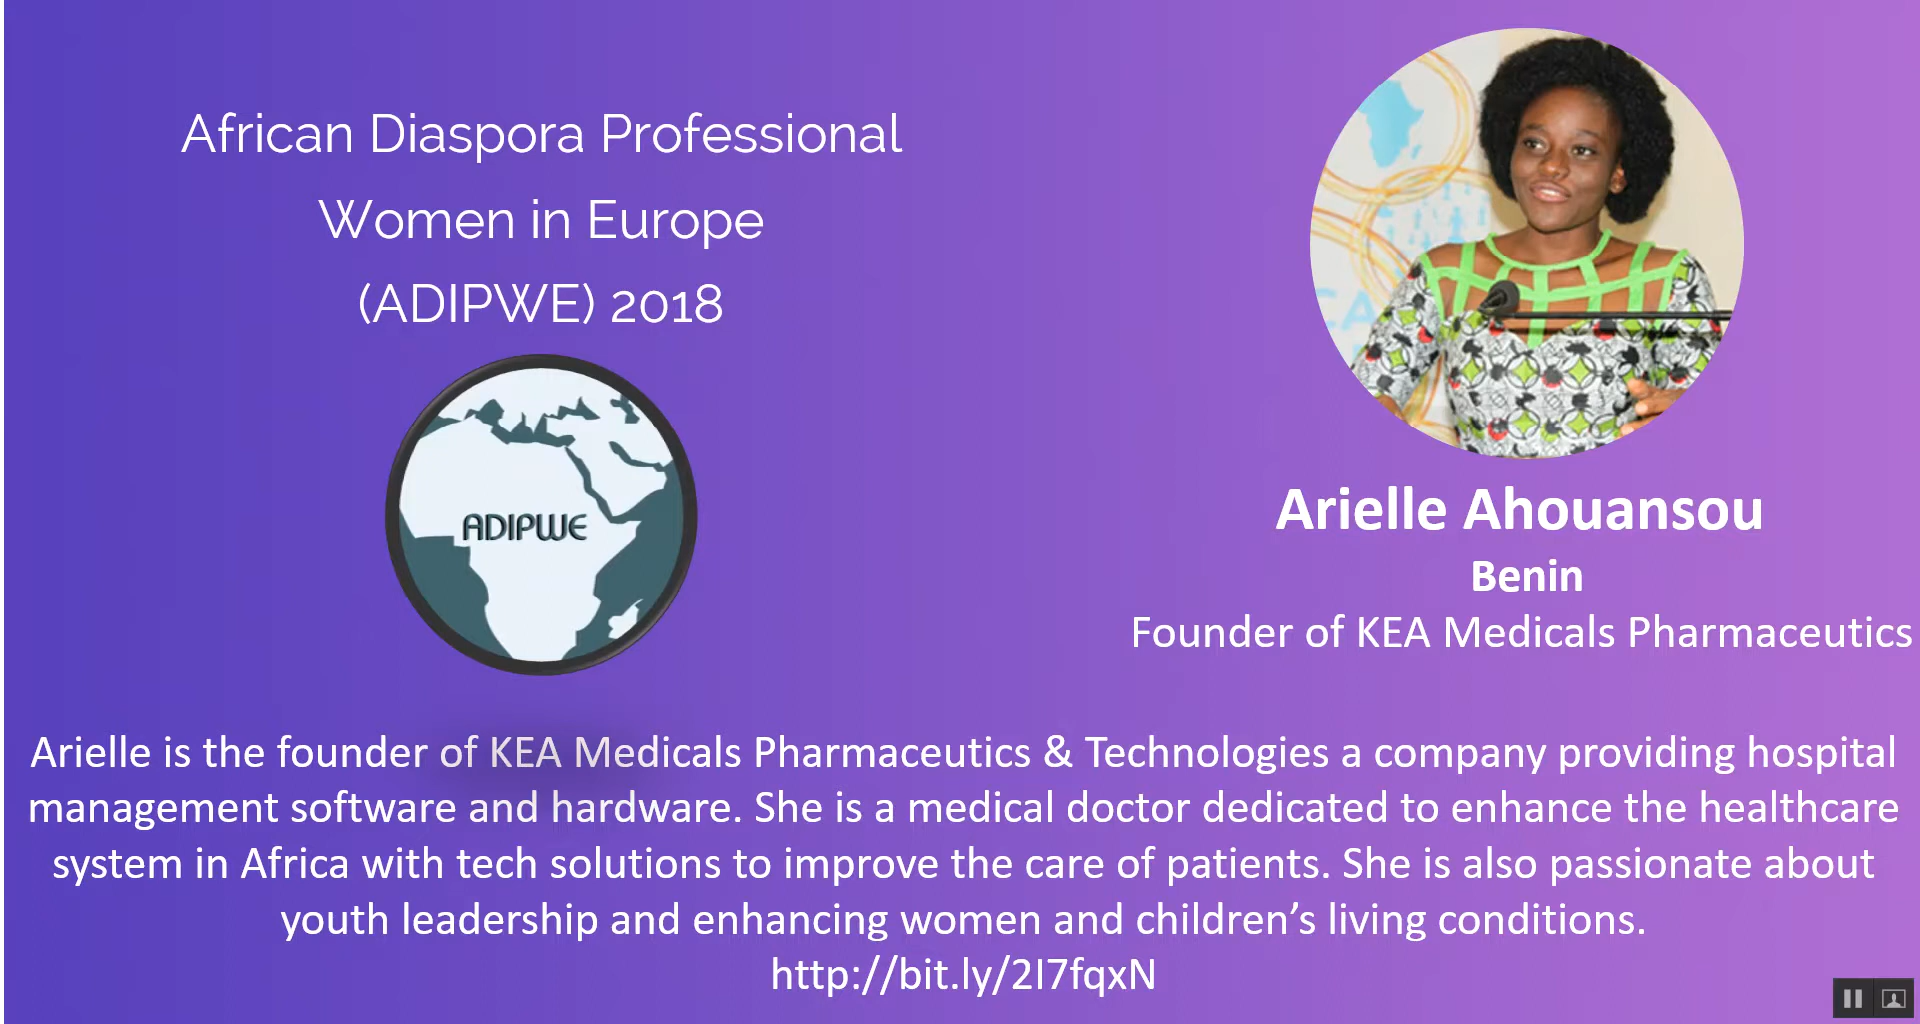 African Diaspora Professional
Women in Europe
(ADIPWE) 2018
ADIPWE
CA
Arielle Ahouansou
Benin
Founder of KEA Medicals Pharmaceutics
Arielle is the founder of KEA Medicals Pharmaceutics & Technologies a company providing hospital
management software and hardware. She is a medical doctor dedicated to enhance the healthcare
system in Africa with tech solutions to improve the care of patients. She is also passionate about
youth leadership and enhancing women and children’s living conditions.
http://bit.ly/2I7fqxN